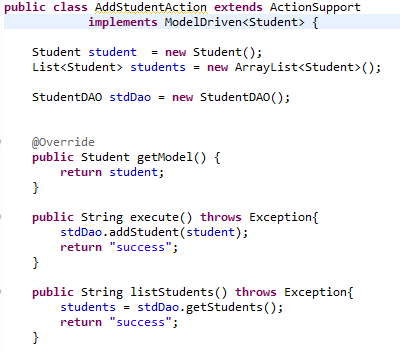 public class AddStudentAction extends ActionSupport
implements ModelDriven<Student> {
Student student  = new Student();
List<Student> students = new ArrayList<Student>();
StudentDAO stdDao = new StudentDAO();
@Override
public Student getModel() {
return student;
}
public String execute() throws Exception{
stdDao.addStudent(student);
return "success";
}
public String listStudents() throws Exception{
students = stdDao.getStudents();
return "success";
}